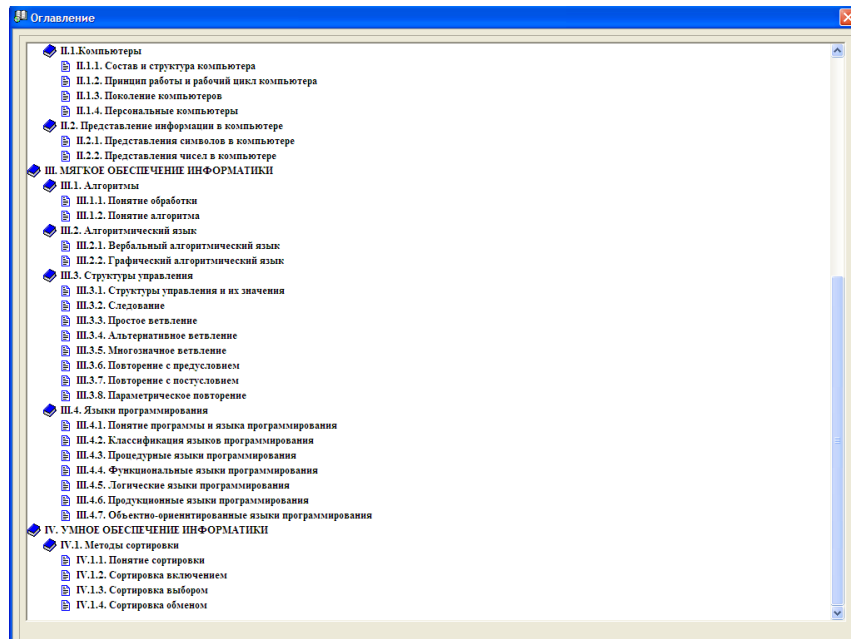 Оглавление
II.1.Компьютеры
II.1.1. Состав и структура компьютера
II.1.2. Принцип работы и рабочий цикл компьютера
II.1.3. Поколение компьютеров
II.1.4. Персональные компьютеры
II.2. Представление информации в компьютере
II.2.1. Представления символов в компьютере
II.2.2. Представления чисел в компьютере
III. МЯГКОЕ ОБЕСПЕЧЕНИЕ ИНФОРМАТИКИ
III.1. Алгоритмы
III.1.1. Понятие обработки
III.1.2. Понятие алгоритма
III.2. Алгоритмический язык
III.2.1. Вербальный алгоритмический язык
III.2.2. Графический алгоритмический язык
III.3. Структуры управления
III.3.1. Структуры управления и их значения
III.3.2. Следование
III.3.3. Простое ветвление
III.3.4. Альтернативное ветвление
III.3.5. Многозначное ветвление
III.3.6. Повторение с предусловием
III.3.7. Повторение с постусловием
III.3.8. Параметрическое повторение
III.4. Языки программирования
III.4.1. Понятие программы и языка программирования
III.4.2. Классификация языков программирования
III.4.3. Процедурные языки программирования
III.4.4. Функциональные языки программирования
III.4.5. Логические языки программирования
III.4.6. Продукционные языки программирования
III.4.7. Объектно-ориеннтированные языки программирования
IV. УМНОЕ ОБЕСПЕЧЕНИЕ ИНФОРМАТИКИ
IV.1. Методы сортировки
IV.1.1. Понятие сортировки
IV.1.2. Сортировка включением
IV.1.3. Сортировка выбором
IV.1.4. Сортировка обменом